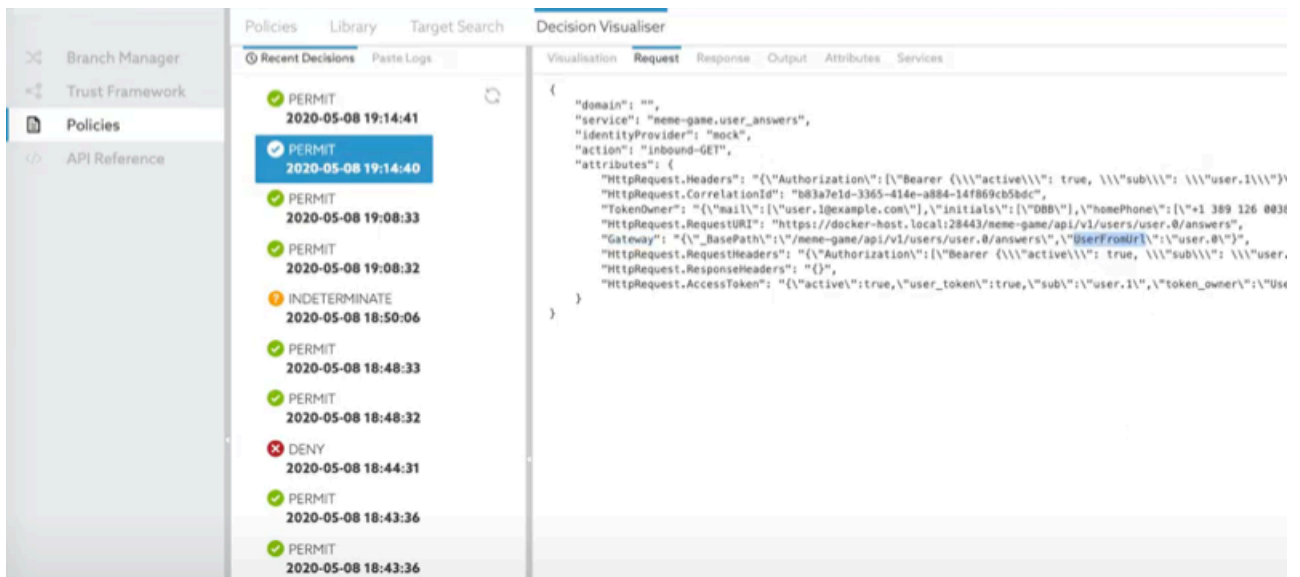 Policies Library Target Search Decision Visualiser
Branch Manager
Trust Framework
Policies
API Reference
Recent Decisions Paste Logs
PERMIT
2020-05-08 19:14:41
PERMIT
2020-05-08 19:14:40
PERMIT
2020-05-08 19:08:33
PERMIT
2020-05-08 19:08:32
INDETERMINATE
2020-05-08 18:50:06
PERMIT
2020-05-08 18:48:33
PERMIT
2020-05-08 18:48:32
DENY
2020-05-08 18:44:31
PERMIT
2020-05-08 18:43:36
PERMIT
2020-05-08 18:43:36
Visualisation Request Response Output Attributes Services
{
"domain": "",
"service": "meme-game.user_answers",
"identityProvider": "mock",
"action": "inbound-GET",
"attributes": {
"HttpRequest.Headers": "{\"Authorization\":[\"Bearer {\\\"active\\\": true, \\\"sub\\\": \\\"user.1\\\"}\
"HttpRequest.CorrelationId": "b83a7e1d-3365-414e-a884-14f869cb5bdc",
"TokenOwner": "{\"mail\":[\"user.1@example.com\"],\"initials\":[\"DBB\"],\"homePhone\":[\"+1 389 126 0038
"HttpRequest.RequestURI": "https://docker-host.local:28443/meme-game/api/v1/users/user.0/answers",
"Gateway": "{\"_BasePath\":\"/meme-game/api/v1/users/user.0/answers\",\"UserFromUrl\":\"user.0\"}",
"HttpRequest.RequestHeaders": "{\"Authorization\":[\"Bearer {\\\"active\\\": true, \\\"sub\\\": \\\"user.
"HttpRequest.ResponseHeaders": "{}",
"HttpRequest.AccessToken": "{\"active\":true,\"user_token\":true,\"sub\":\"user.1\",\"token_owner\":\"Use
}
}